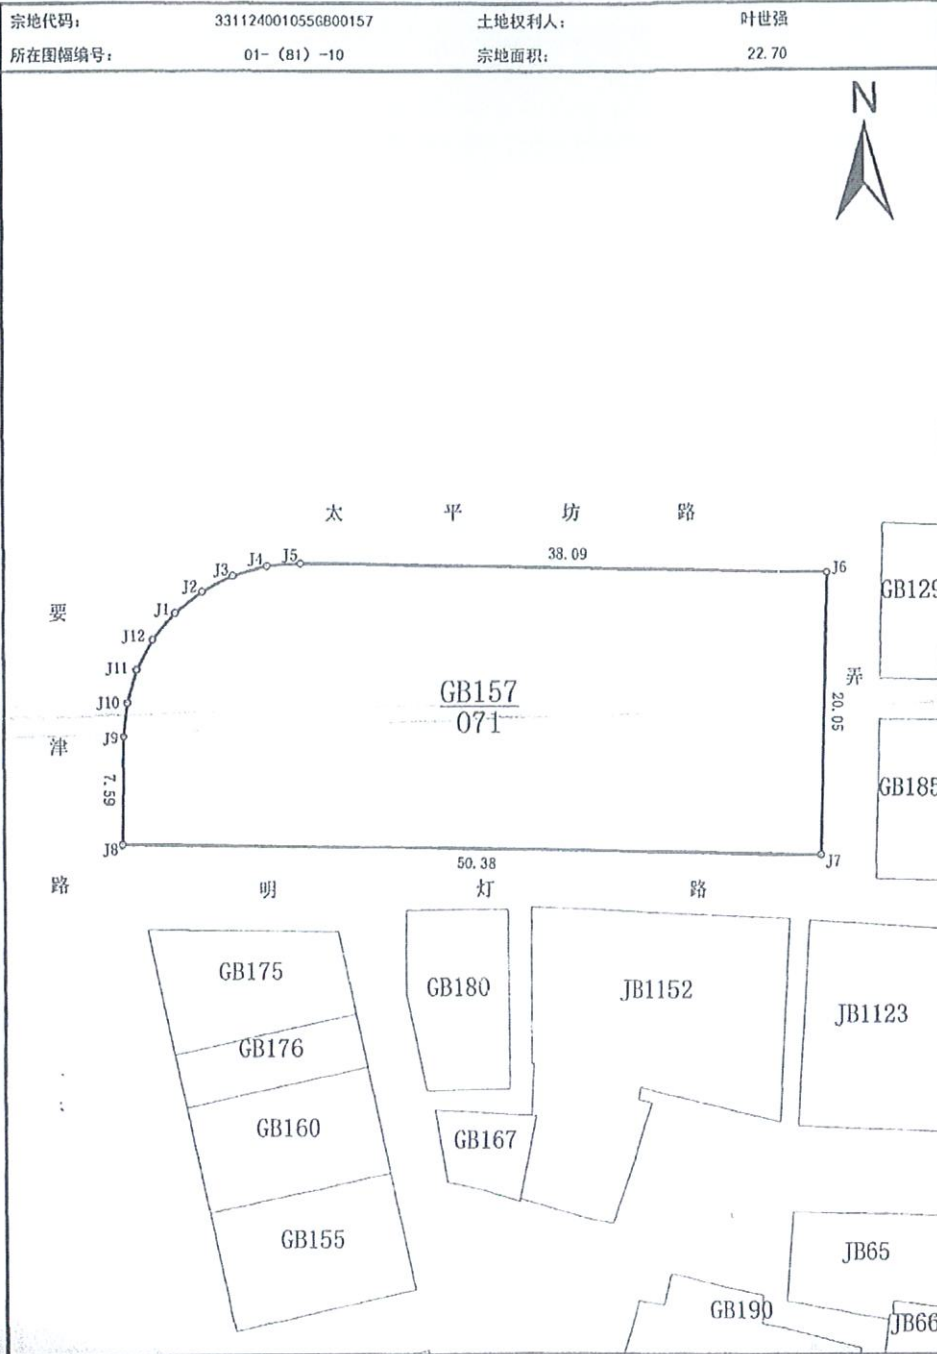 宗地代码： 331124001055GB00157 土地权利人： 叶世强
所在图幅编号： 01-（81）-10 宗地面积： 22.70
N
太 平 坊 路
J3 J4 J5 38.09 J6
J2
J1
要
J12
J11
J10
J9
GB129
GB157
071
弄
20.05
津
7.59
GB185
J8
50.38
J7
路 明 灯 路
GB175
GB180
JB1152
JB1123
GB176
GB160
GB167
GB155
JB65
GB190
JB66